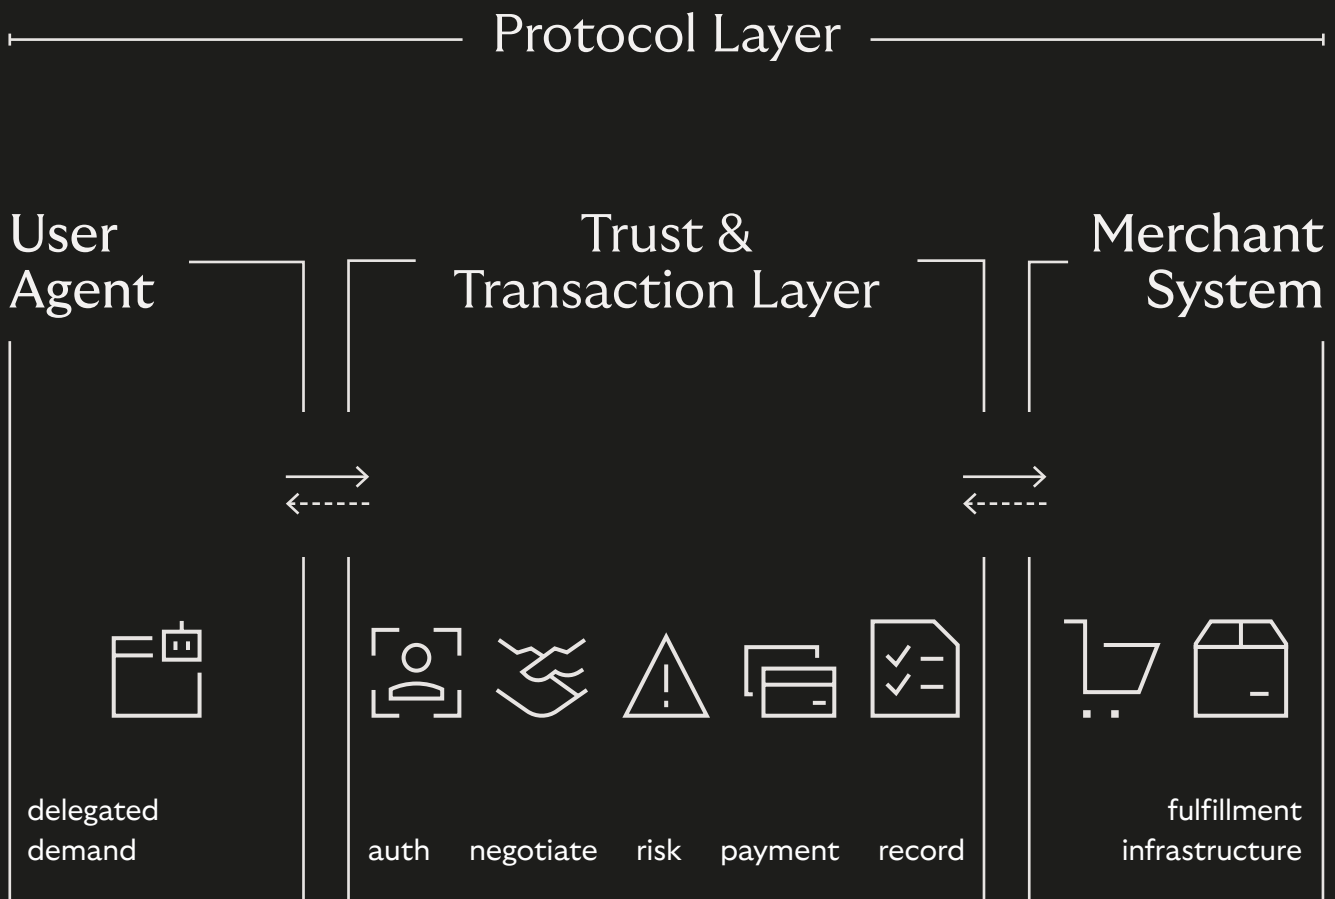 Protocol Layer
User
Agent
Trust &
Transaction Layer
Merchant
System
delegated
demand
auth negotiate risk payment record
fulfillment
infrastructure